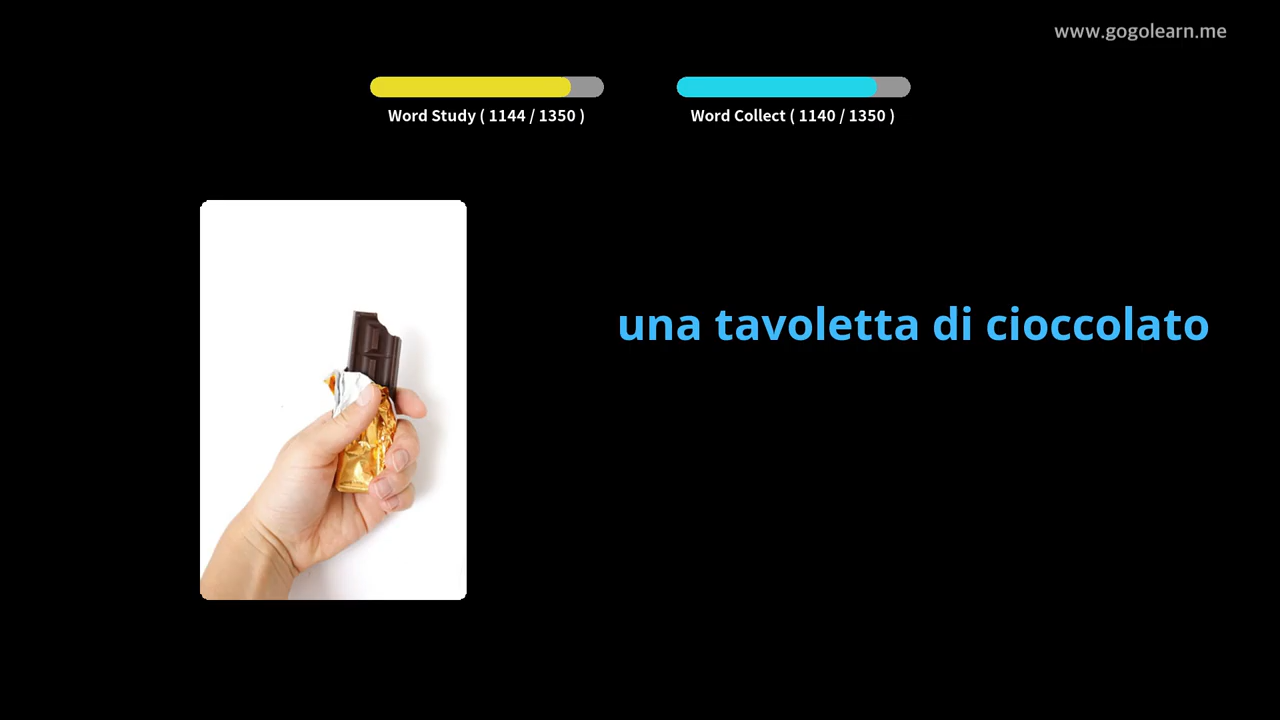 www.gogolearn.me
Word Study ( 1144 / 1350 )
Word Collect ( 1140 / 1350 )
una tavoletta di cioccolato